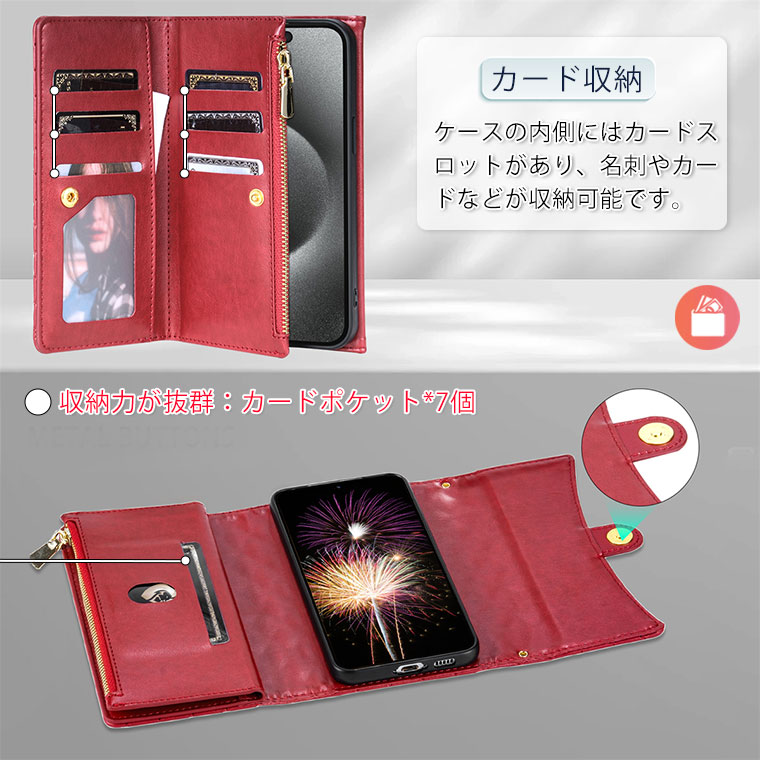 カード収納
ケースの内側にはカードス
ロットがあり、名刺やカー
ドなどが収納可能です。
収納力が抜群：カードポケット*7個
METAL BUTTONS